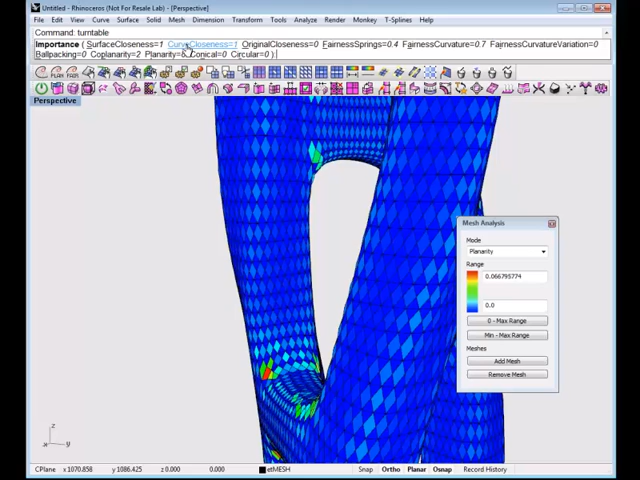 Untitled - Rhinoceros (Not For Resale Lab) - [Perspective]
File Edit View Curve Surface Solid Mesh Dimension Transform Tools Analyze Render Monkey T-Splines Help
Command: turntable
Importance ( SurfaceCloseness=1 CurveCloseness=1 OriginalCloseness=0 FairnessSprings=0.4 FairnessCurvature=0.7 FairnessCurvatureVariation=0
Ballpacking=0 Coplanarity=2 Conical=0 Circular=0 )
Perspective
Mesh Analysis
Mode
Planarity
Range
0.066795774
0.0
0 - Max Range
Min - Max Range
Meshes
Add Mesh
Remove Mesh
z
x y
CPlane x 1070.858 y 1086.425 z 0.000 etMESH Snap Ortho Planar Osnap Record History